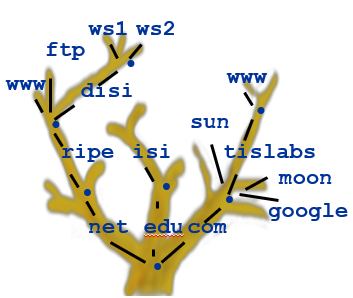 ws1 ws2
ftp
www
disi
www
sun
ripe isi tislabs
moon
google
net edu com